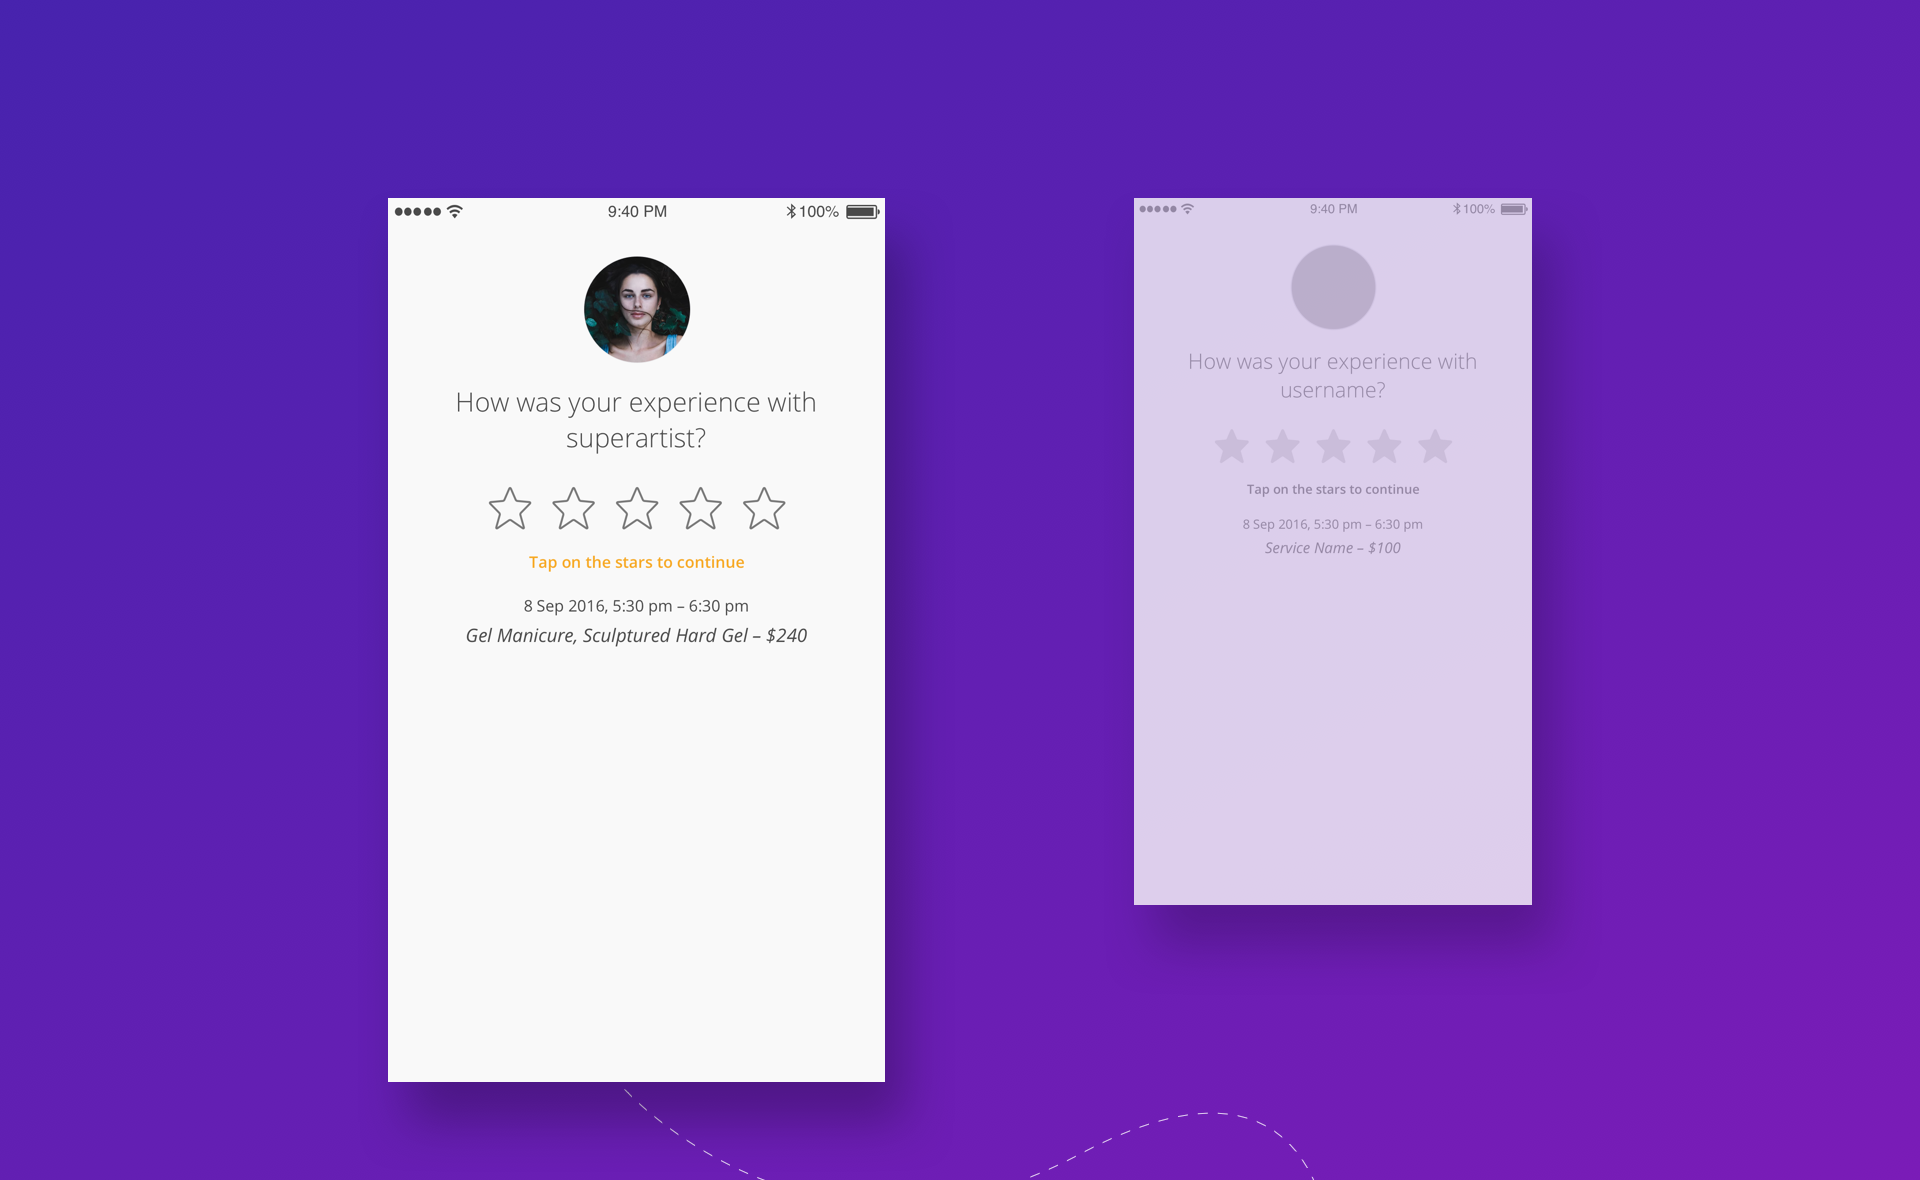 9:40 PM
100%
How was your experience with
superartist?
Tap on the stars to continue
8 Sep 2016, 5:30 pm – 6:30 pm
Gel Manicure, Sculptured Hard Gel – $240
9:40 PM
100%
How was your experience with
username?
Tap on the stars to continue
8 Sep 2016, 5:30 pm – 6:30 pm
Service Name – $100